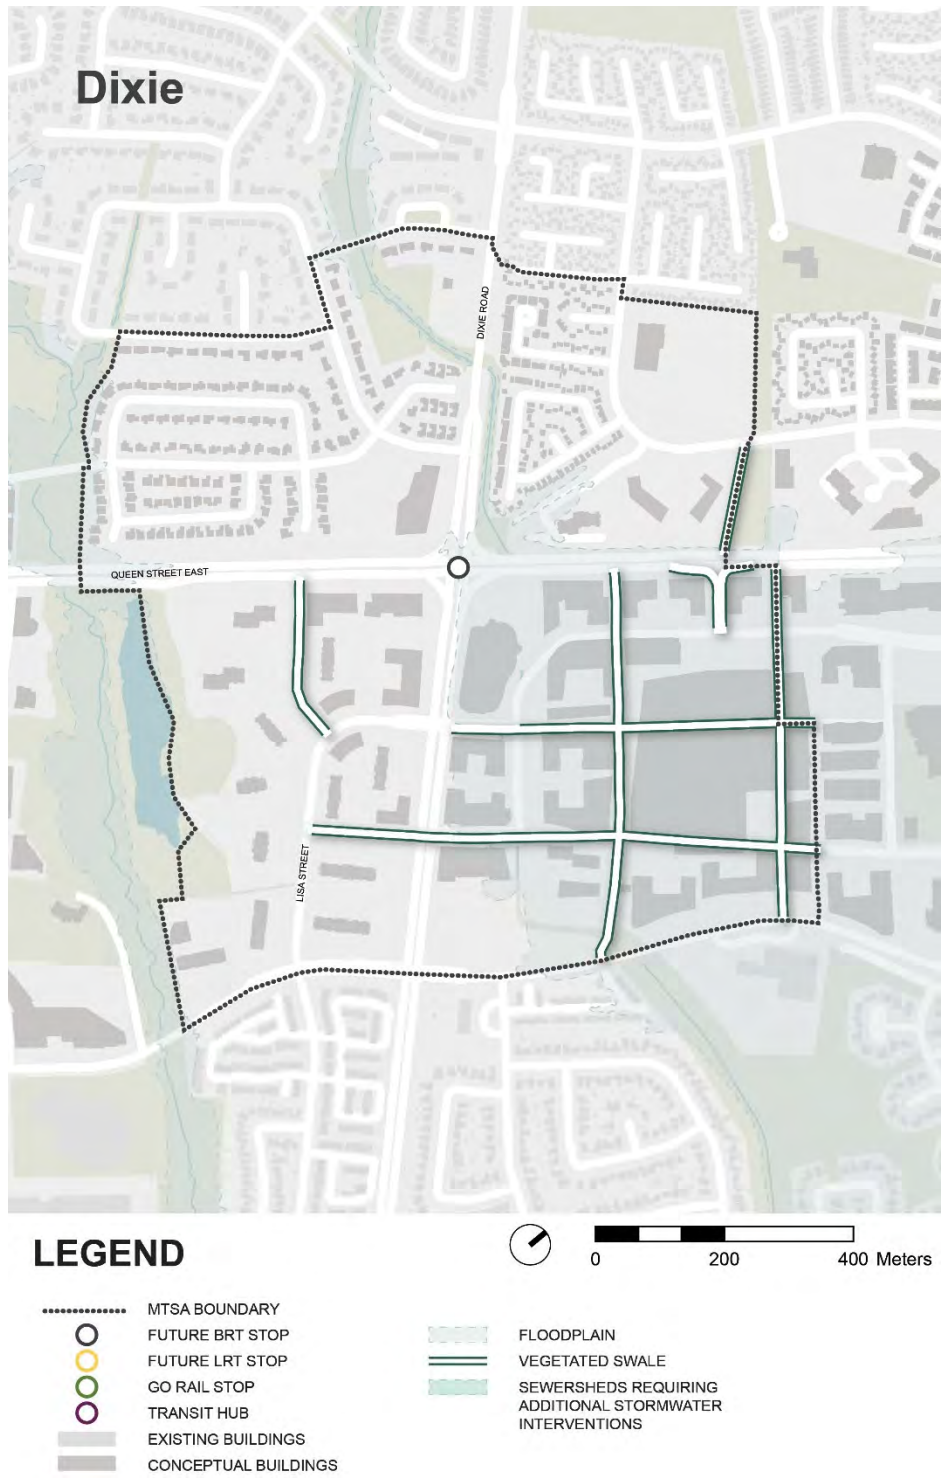 Dixie
DIXIE ROAD
QUEEN STREET EAST
LISA STREET
LEGEND
0 200 400 Meters
MTSA BOUNDARY
FUTURE BRT STOP
FUTURE LRT STOP
GO RAIL STOP
TRANSIT HUB
EXISTING BUILDINGS
CONCEPTUAL BUILDINGS
FLOODPLAIN
VEGETATED SWALE
SEWERSHEDS REQUIRING
ADDITIONAL STORMWATER
INTERVENTIONS